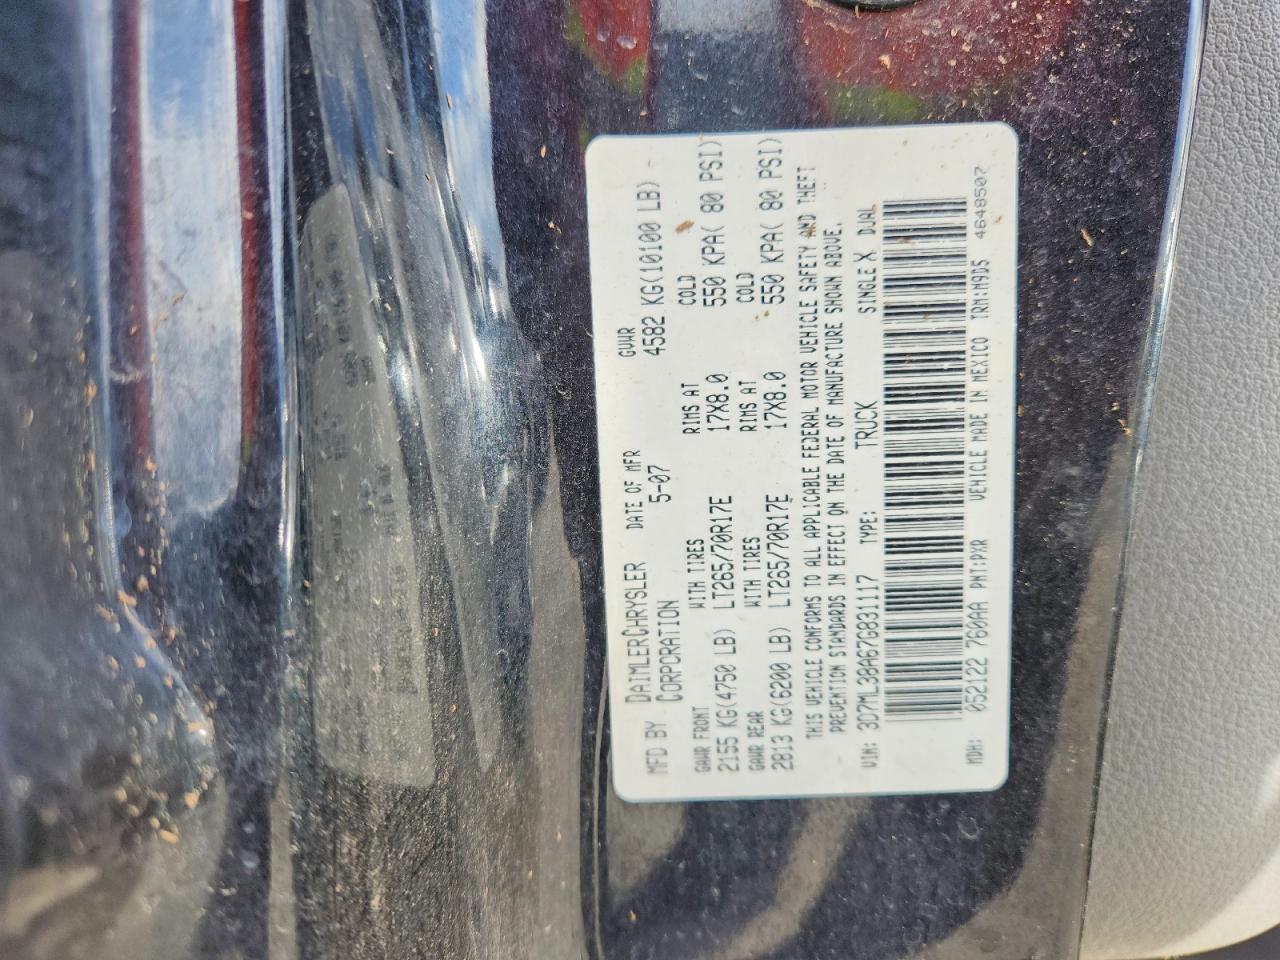 MFD BY DAIMLERCHRYSLER CORPORATION
DATE OF MFR 5-07
GVWR 4582 KG(10100 LB)
GAWR FRONT WITH TIRES RIMS AT COLD
2155 KG(4750 LB) LT265/70R17E 17X8.0 550 KPA( 80 PSI)
GAWR REAR WITH TIRES RIMS AT COLD
2813 KG(6200 LB) LT265/70R17E 17X8.0 550 KPA( 80 PSI)
THIS VEHICLE CONFORMS TO ALL APPLICABLE FEDERAL MOTOR VEHICLE SAFETY AND THEFT
PREVENTION STANDARDS IN EFFECT ON THE DATE OF MANUFACTURE SHOWN ABOVE.
VIN: 3D7ML38A67G831117 TYPE: TRUCK SINGLE X DUAL
MDH: 052122 760AA PNT:PXR VEHICLE MADE IN MEXICO TRM:M9D5 4648507